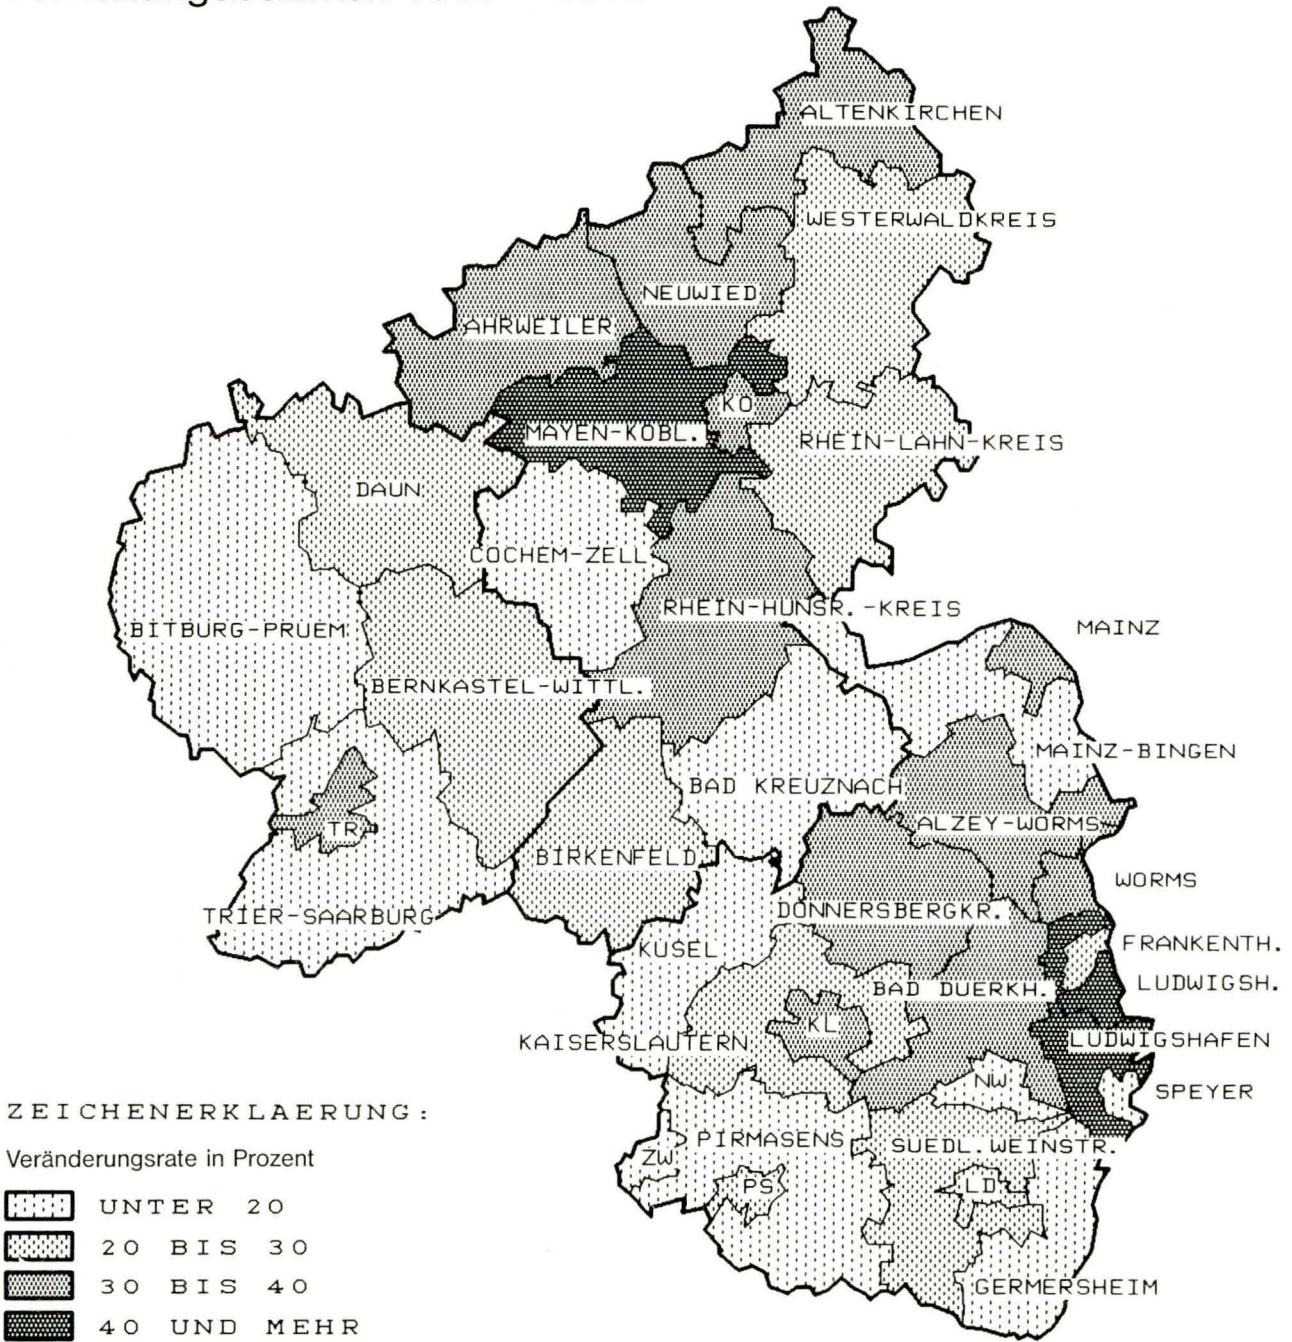 ALTENKIRCHEN
WESTERWALDKREIS
NEUWIED
AHRWEILER
KO
MAYEN-KOBL.
RHEIN-LAHN-KREIS
DAUN
COCHEM-ZELL
RHEIN-HUNSR.-KREIS
MAINZ
BITBURG-PRUEM
BERNKASTEL-WITTL.
MAINZ-BINGEN
BAD KREUZNACH
ALZEY-WORMS
TR
BIRKENFELD
WORMS
TRIER-SAARBURG
DONNERSBERGKR.
KUSEL
FRANKENTH.
BAD DUERKH.
LUDWIGSH.
KL
KAISERSLAUTERN
LUDWIGSHAFEN
NW
SPEYER
ZEICHENERKLAERUNG:
PIRMASENS
SUEDL.WEINSTR.
Veränderungsrate in Prozent
ZW
PS
LD
UNTER 20
20 BIS 30
30 BIS 40
GERMERSHEIM
40 UND MEHR